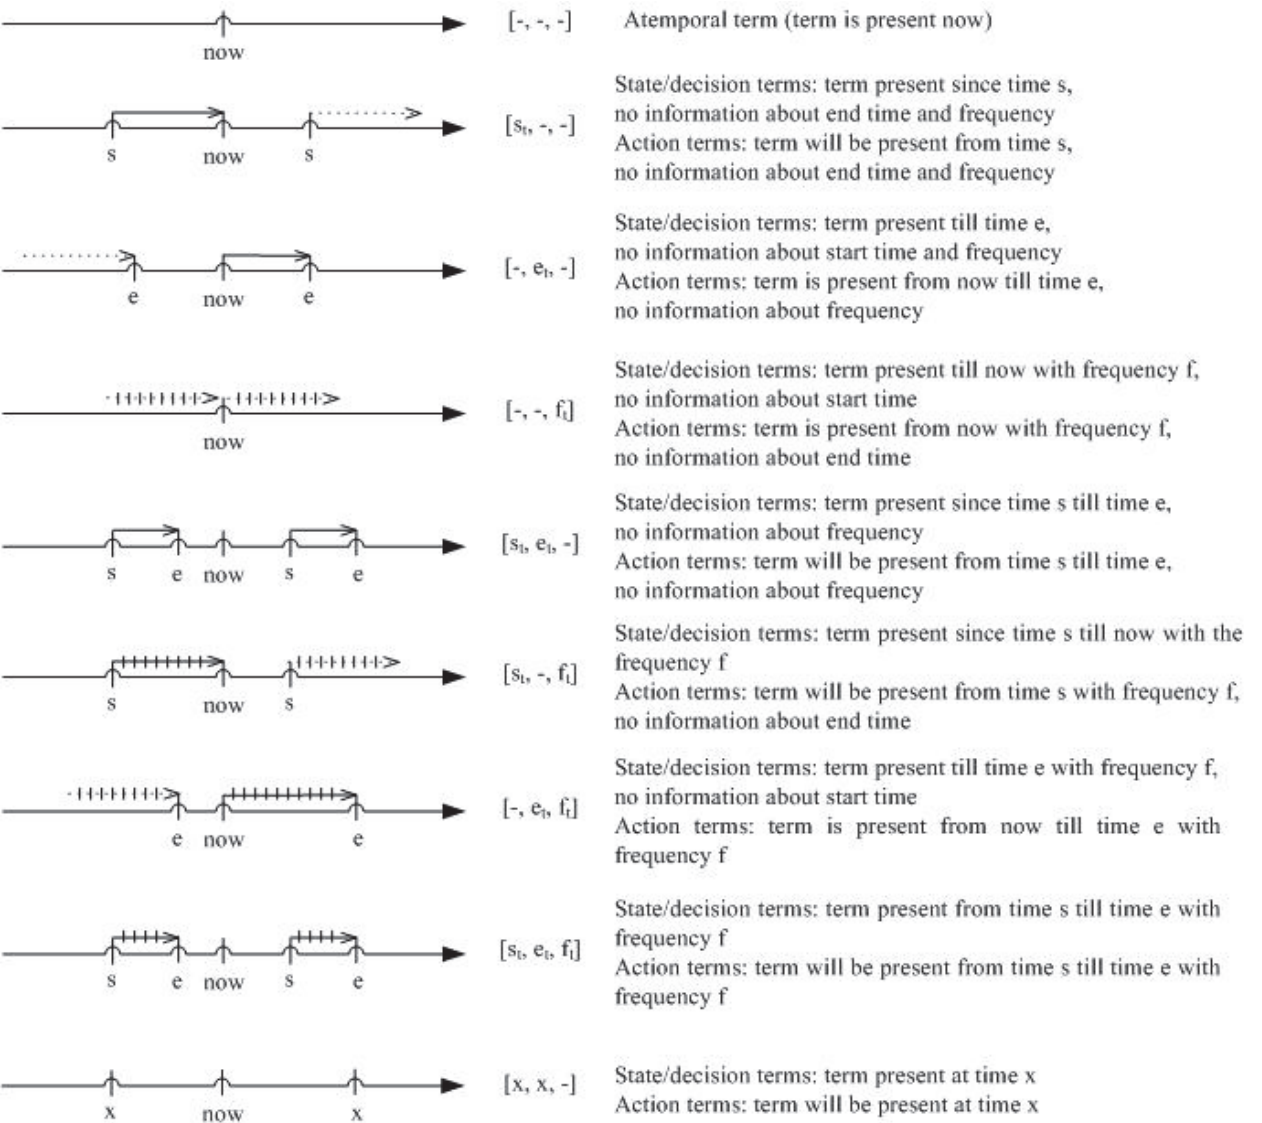 [-, -, -] Atemporal term (term is present now)
now
State/decision terms: term present since time s,
no information about end time and frequency
[st, -, -]
Action terms: term will be present from time s,
s now s
no information about end time and frequency
State/decision terms: term present till time e,
no information about start time and frequency
[-, et, -]
Action terms: term is present from now till time e,
e now e
no information about frequency
State/decision terms: term present till now with frequency f,
no information about start time
[-, -, ft]
Action terms: term is present from now with frequency f,
now
no information about end time
State/decision terms: term present since time s till time e,
no information about frequency
[st, et, -]
Action terms: term will be present from time s till time e,
s e now s e
no information about frequency
State/decision terms: term present since time s till now with the
frequency f
[st, -, ft]
Action terms: term will be present from time s with frequency f,
s now s
no information about end time
State/decision terms: term present till time e with frequency f,
no information about start time
[-, et, ft]
Action terms: term is present from now till time e with
e now e
frequency f
State/decision terms: term present from time s till time e with
frequency f
[st, et, ft]
Action terms: term will be present from time s till time e with
s e now s e
frequency f
State/decision terms: term present at time x
[x, x, -]
Action terms: term will be present at time x
x now x